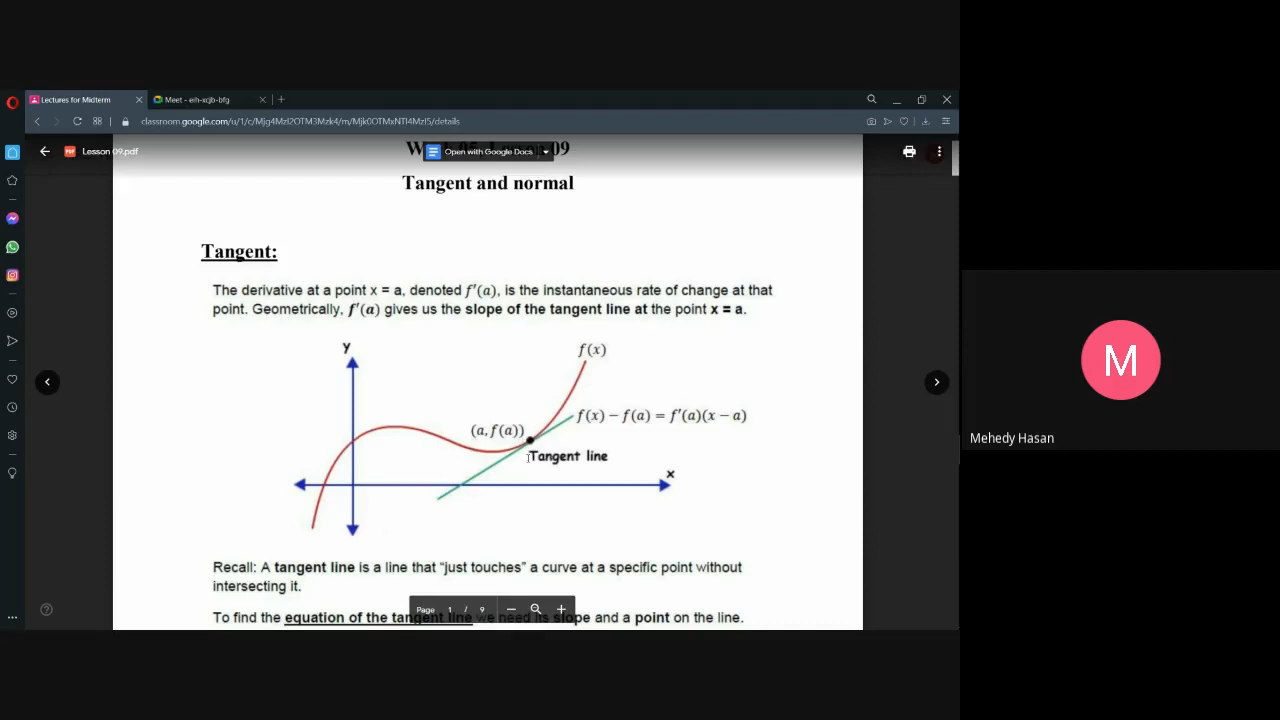 Lectures for Midterm
Meet - eih-xcjb-bfg
classroom.google.com/u/1/c/Mjg4MzI2OTM3Mzk4/m/Mjk0OTMxNTI4MzI5/details
Lesson 09.pdf
Open with Google Docs
09
Tangent and normal
Tangent:
The derivative at a point x = a, denoted f′(a), is the instantaneous rate of change at that
point. Geometrically, f′(a) gives us the slope of the tangent line at the point x = a.
y
f(x)
f(x) − f(a) = f′(a)(x − a)
(a, f(a))
Tangent line
x
Recall: A tangent line is a line that “just touches” a curve at a specific point without
intersecting it.
Page 1 / 9
To find the equation of the tangent line we need its slope and a point on the line.
M
Mehedy Hasan